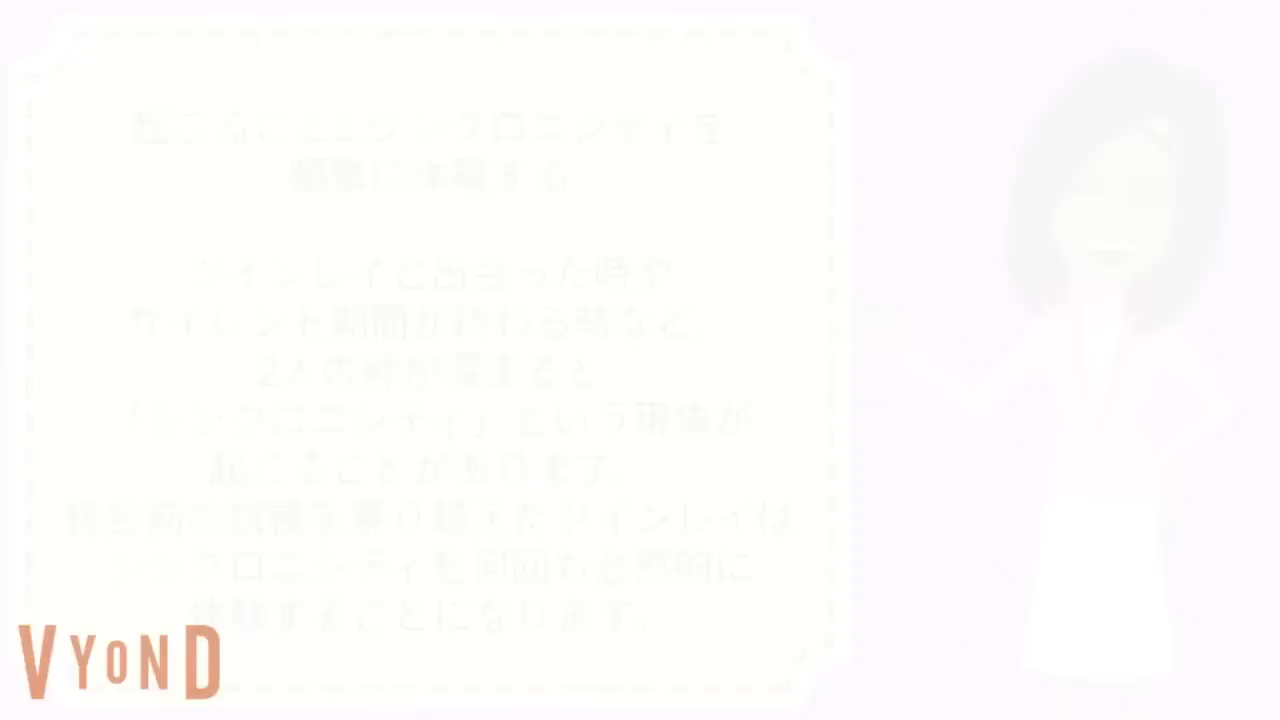 起こること：シンクロニシティを
頻繁に体験する
ツインレイと出会った時や
サイレント期間が終わる時など、
2人の絆が深まると
「シンクロニシティ」という現象が
起こることがあります。
統合前の試練を乗り越えたツインレイは
シンクロニシティを何回も必然的に
体験することになります。
VYOND